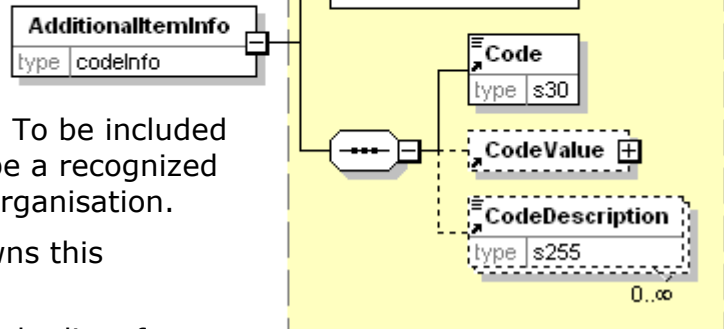 AdditionalItemInfo
type codeInfo
To be included
be a recognized
rganisation.
wns this
Code
type s30
CodeValue
CodeDescription
type s255
0..∞